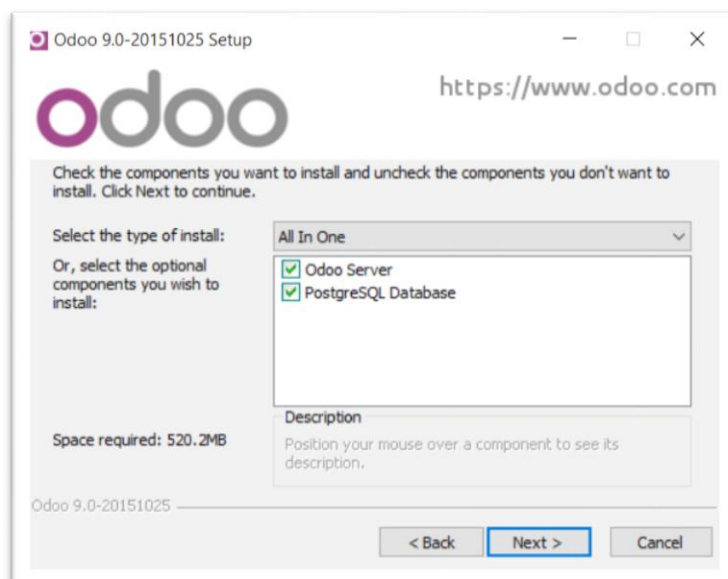 Odoo 9.0-20151025 Setup
odoo
https://www.odoo.com
Check the components you want to install and uncheck the components you don't want to
install. Click Next to continue.
Select the type of install:
All In One
Or, select the optional
components you wish to
install:
Odoo Server
PostgreSQL Database
Space required: 520.2MB
Description
Position your mouse over a component to see its
description.
Odoo 9.0-20151025
< Back
Next >
Cancel